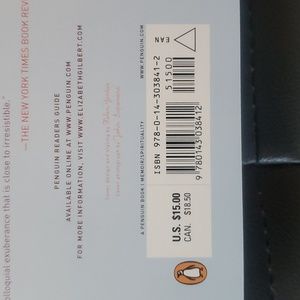 illoquial exuberance that is close to irresistible."
—THE NEW YORK TIMES BOOK REV
PENGUIN READERS GUIDE
AVAILABLE ONLINE AT WWW.PENGUIN.COM
FOR MORE INFORMATION, VISIT WWW.ELIZABETHGILBERT.COM
A PENGUIN BOOK | MEMOIR/SPIRITUALITY
WWW.PENGUIN.COM
ISBN 978-0-14-303841-2
51500
9 780143 038412
EAN
U.S. $15.00
CAN. $18.50